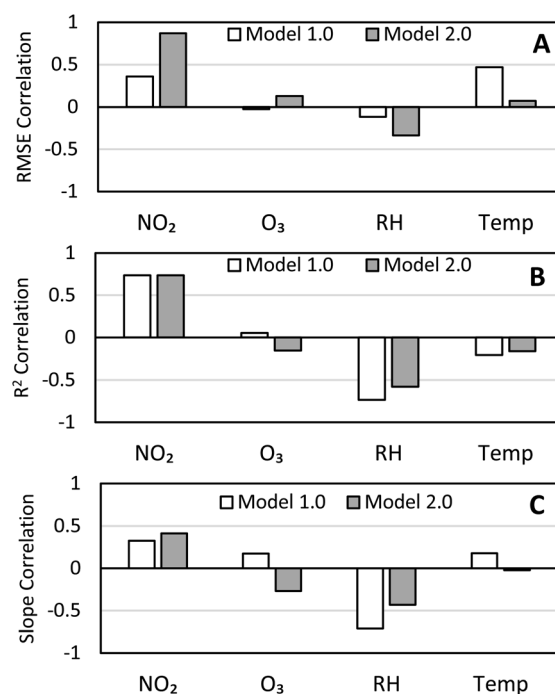 Model 1.0 Model 2.0 A
RMSE Correlation
1
0.5
0
-0.5
-1
NO₂ O₃ RH Temp
Model 1.0 Model 2.0 B
R² Correlation
1
0.5
0
-0.5
-1
NO₂ O₃ RH Temp
Model 1.0 Model 2.0 C
Slope Correlation
1
0.5
0
-0.5
-1
NO₂ O₃ RH Temp